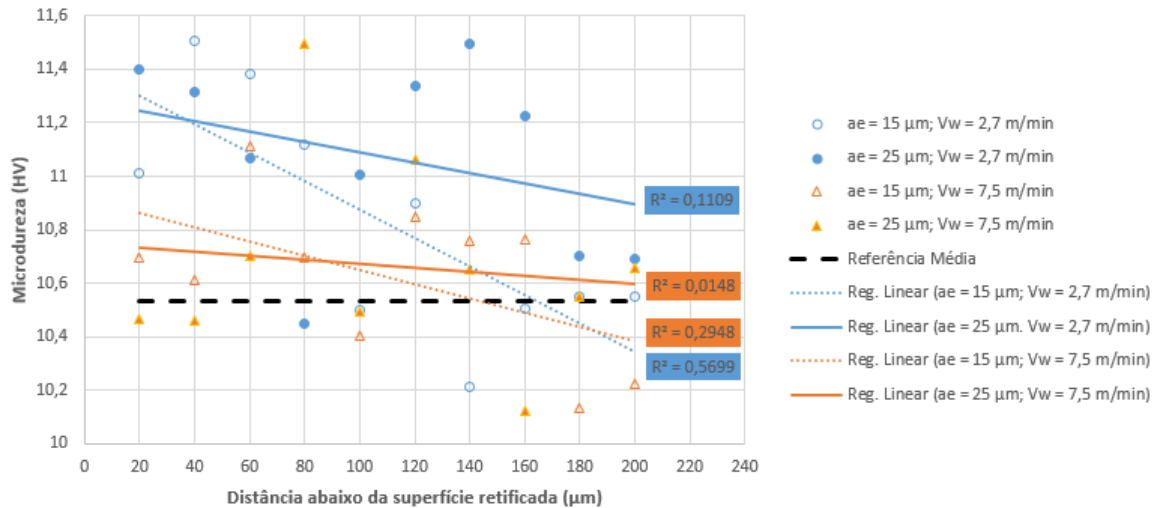 11,6
11,4
11,2
11
10,8
10,6
10,4
10,2
10
Microdureza (HV)
0 20 40 60 80 100 120 140 160 180 200 220 240
Distância abaixo da superfície retificada (µm)
R² = 0,1109
R² = 0,0148
R² = 0,2948
R² = 0,5699
ae = 15 µm; Vw = 2,7 m/min
ae = 25 µm; Vw = 2,7 m/min
ae = 15 µm; Vw = 7,5 m/min
ae = 25 µm; Vw = 7,5 m/min
Referência Média
Reg. Linear (ae = 15 µm; Vw = 2,7 m/min)
Reg. Linear (ae = 25 µm. Vw = 2,7 m/min)
Reg. Linear (ae = 15 µm; Vw = 7,5 m/min)
Reg. Linear (ae = 25 µm; Vw = 7,5 m/min)